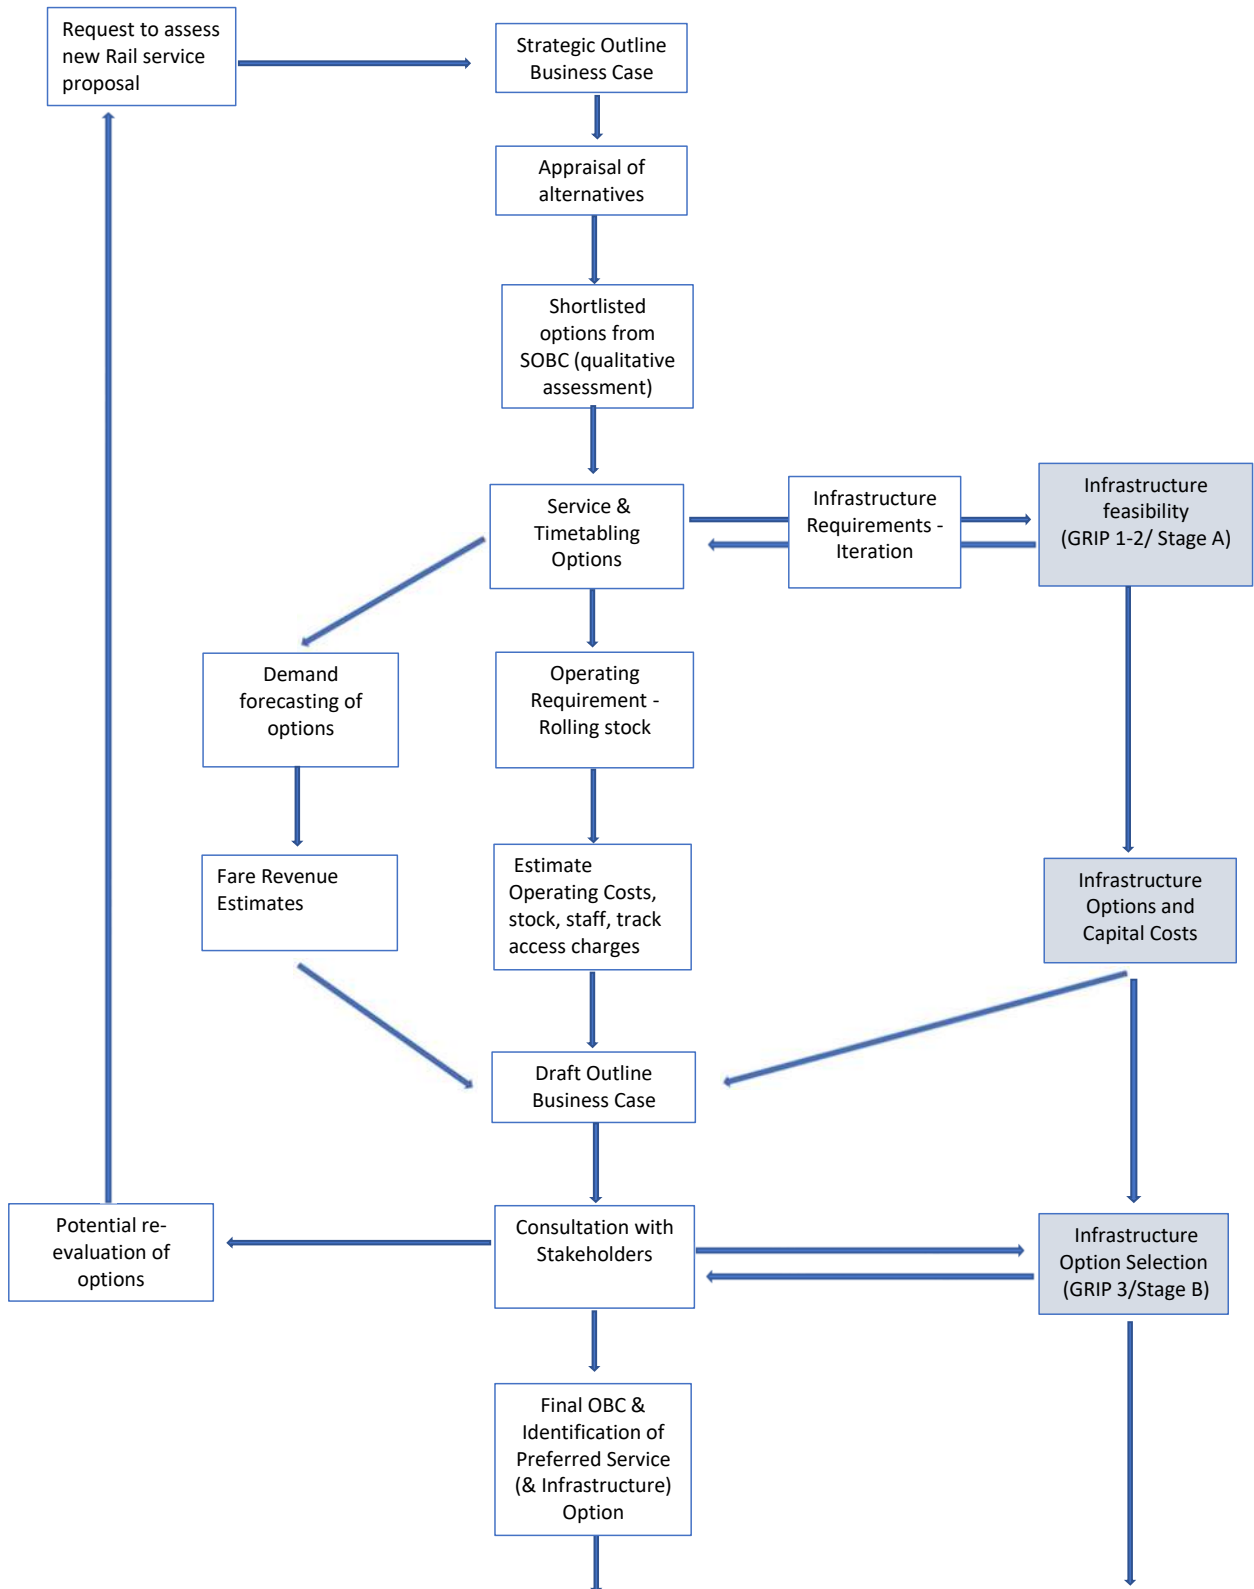 Request to assess
new Rail service
proposal
Strategic Outline
Business Case
Appraisal of
alternatives
Shortlisted
options from
SOBC (qualitative
assessment)
Service &
Timetabling
Options
Infrastructure
Requirements -
Iteration
Infrastructure
feasibility
(GRIP 1-2/ Stage A)
Demand
forecasting of
options
Operating
Requirement -
Rolling stock
Fare Revenue
Estimates
Estimate
Operating Costs,
stock, staff, track
access charges
Infrastructure
Options and
Capital Costs
Draft Outline
Business Case
Potential re-
evaluation of
options
Consultation with
Stakeholders
Infrastructure
Option Selection
(GRIP 3/Stage B)
Final OBC &
Identification of
Preferred Service
(& Infrastructure)
Option